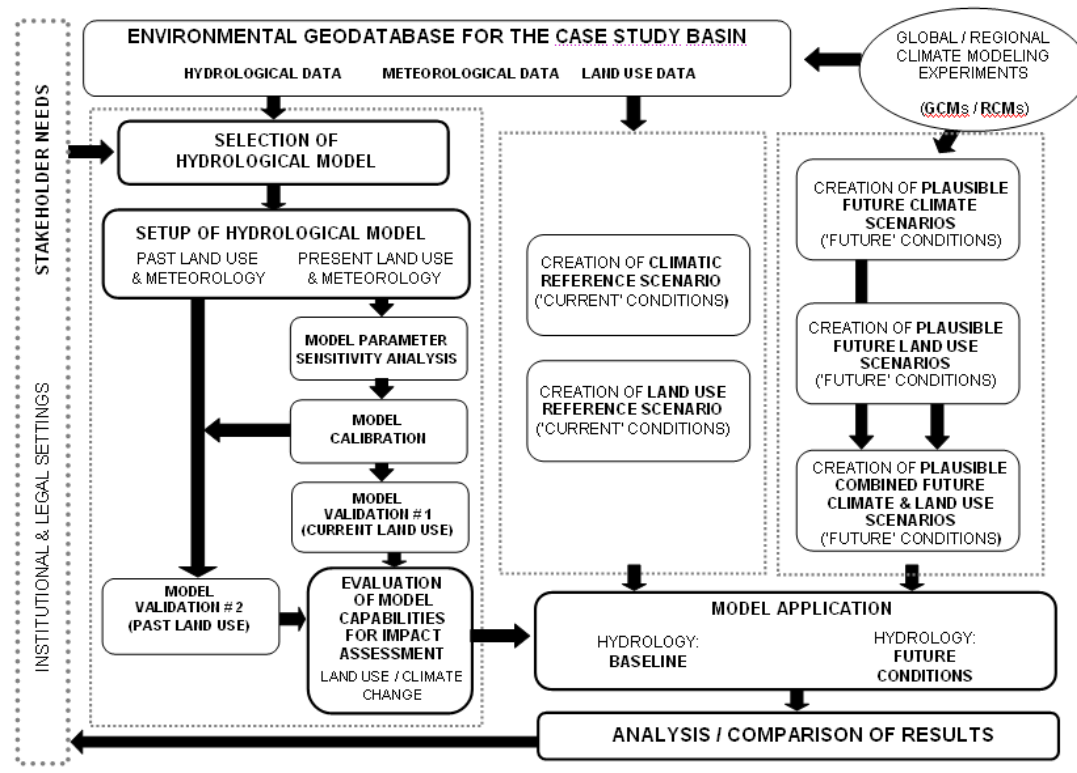 ENVIRONMENTAL GEODATABASE FOR THE CASE STUDY BASIN
HYDROLOGICAL DATA METEOROLOGICAL DATA LAND USE DATA
GLOBAL / REGIONAL
CLIMATE MODELING
EXPERIMENTS
(GCMs / RCMs)
STAKEHOLDER NEEDS
INSTITUTIONAL & LEGAL SETTINGS
SELECTION OF
HYDROLOGICAL MODEL
SETUP OF HYDROLOGICAL MODEL
PAST LAND USE
& METEOROLOGY
PRESENT LAND USE
& METEOROLOGY
MODEL PARAMETER
SENSITIVITY ANALYSIS
MODEL
CALIBRATION
MODEL
VALIDATION # 1
(CURRENT LAND USE)
MODEL
VALIDATION # 2
(PAST LAND USE)
EVALUATION
OF MODEL
CAPABILITIES
FOR IMPACT
ASSESSMENT
LAND USE / CLIMATE
CHANGE
CREATION OF CLIMATIC
REFERENCE SCENARIO
('CURRENT' CONDITIONS)
CREATION OF LAND USE
REFERENCE SCENARIO
('CURRENT' CONDITIONS)
CREATION OF PLAUSIBLE
FUTURE CLIMATE
SCENARIOS
('FUTURE' CONDITIONS)
CREATION OF PLAUSIBLE
FUTURE LAND USE
SCENARIOS
('FUTURE' CONDITIONS)
CREATION OF PLAUSIBLE
COMBINED FUTURE
CLIMATE & LAND USE
SCENARIOS
('FUTURE' CONDITIONS)
MODEL APPLICATION
HYDROLOGY:
BASELINE
HYDROLOGY:
FUTURE
CONDITIONS
ANALYSIS / COMPARISON OF RESULTS